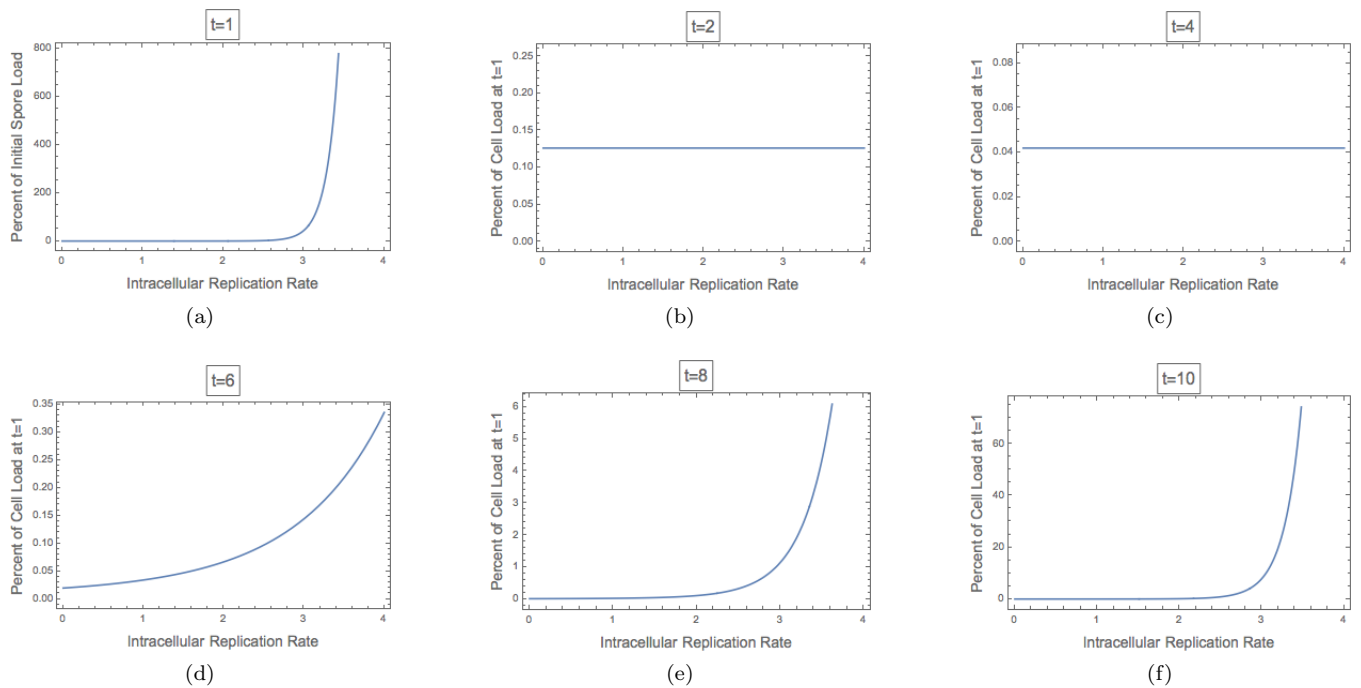 t=1
Percent of Initial Spore Load
800
600
400
200
0
0 1 2 3 4
Intracellular Replication Rate
(a)
t=2
Percent of Cell Load at t=1
0.25
0.20
0.15
0.10
0.05
0.00
0 1 2 3 4
Intracellular Replication Rate
(b)
t=4
Percent of Cell Load at t=1
0.08
0.06
0.04
0.02
0.00
0 1 2 3 4
Intracellular Replication Rate
(c)
t=6
Percent of Cell Load at t=1
0.35
0.30
0.25
0.20
0.15
0.10
0.05
0.00
0 1 2 3 4
Intracellular Replication Rate
(d)
t=8
Percent of Cell Load at t=1
6
5
4
3
2
1
0
0 1 2 3 4
Intracellular Replication Rate
(e)
t=10
Percent of Cell Load at t=1
60
40
20
0
0 1 2 3 4
Intracellular Replication Rate
(f)